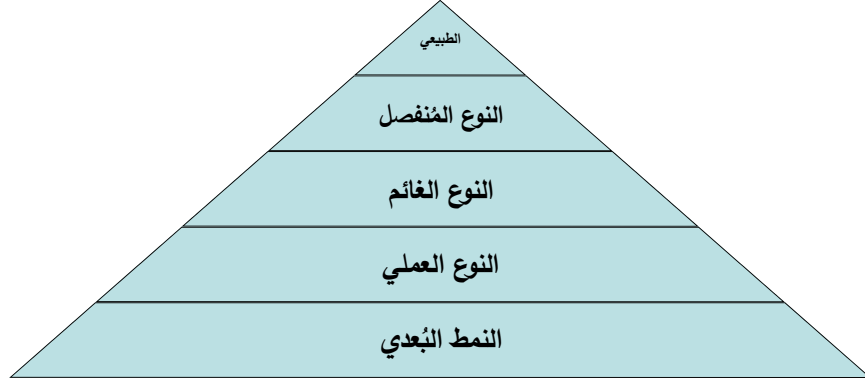 الطبيعي
النوع المُنفصل
النوع الغائم
النوع العملي
النمط البُعدي